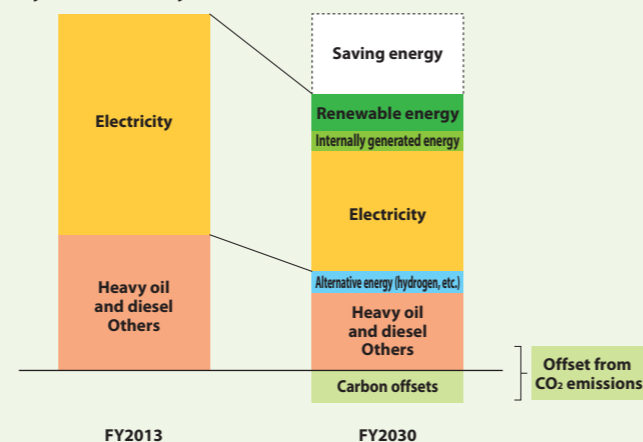 Saving energy
Renewable energy
Internally generated energy
Electricity
Electricity
Alternative energy (hydrogen, etc.)
Heavy oil
and diesel
Others
Heavy oil
and diesel
Others
Carbon offsets
Offset from
CO₂ emissions
FY2013
FY2030